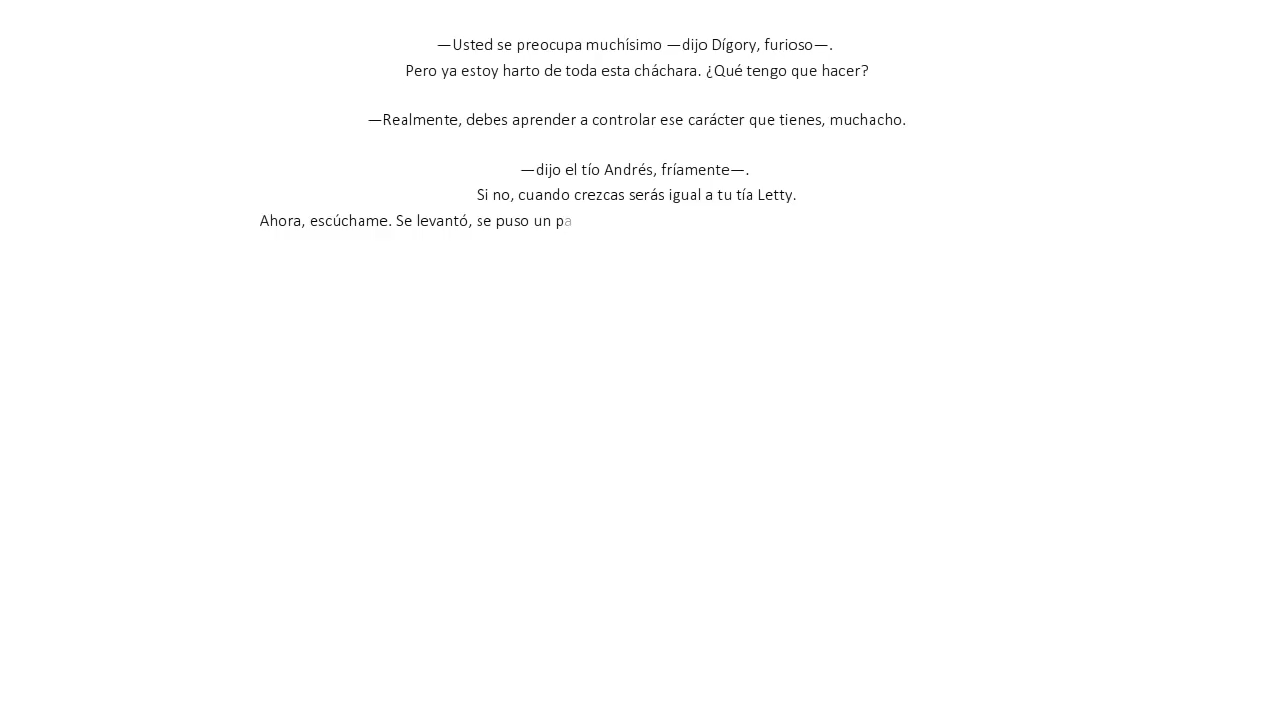 —Usted se preocupa muchísimo —dijo Dígory, furioso—.
Pero ya estoy harto de toda esta cháchara. ¿Qué tengo que hacer?
—Realmente, debes aprender a controlar ese carácter que tienes, muchacho.
—dijo el tío Andrés, fríamente—.
Si no, cuando crezcas serás igual a tu tía Letty.
Ahora, escúchame. Se levantó, se puso un pa